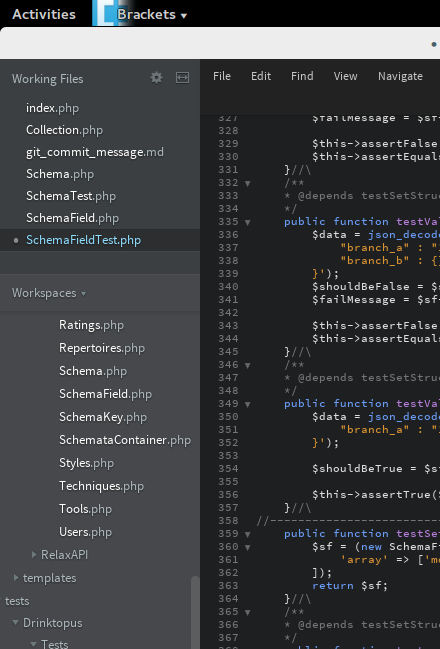 Activities Brackets
Working Files
index.php
Collection.php
git_commit_message.md
Schema.php
SchemaTest.php
SchemaField.php
SchemaFieldTest.php
Workspaces
Ratings.php
Repertoires.php
Schema.php
SchemaField.php
SchemaKey.php
SchemataContainer.php
Styles.php
Techniques.php
Tools.php
Users.php
RelaxAPI
templates
tests
Drinktopus
Tests
File Edit Find View Navigate
327 $failMessage = $sf
328
329 $this->assertFalse
330 $this->assertEquals
331 }//\
332 /**
333 * @depends testSetStruc
334 */
335 public function testVal
336 $data = json_decod
337 "branch_a" :
338 "branch_b" : {
339 }');
340 $shouldBeFalse = $s
341 $failMessage = $sf
342
343 $this->assertFalse
344 $this->assertEqual
345 }//\
346 /**
347 * @depends testSetStruc
348 */
349 public function testVal
350 $data = json_decod
351 "branch_a" :
352 }');
353
354 $shouldBeTrue = $s
355
356 $this->assertTrue($
357 }//\
358 //-------------------------
359 public function testSet
360 $sf = (new SchemaF
361 'array' => ['m
362 ]);
363 return $sf;
364 }//\
365 /**
366 * @depends testSetStruc
367 */